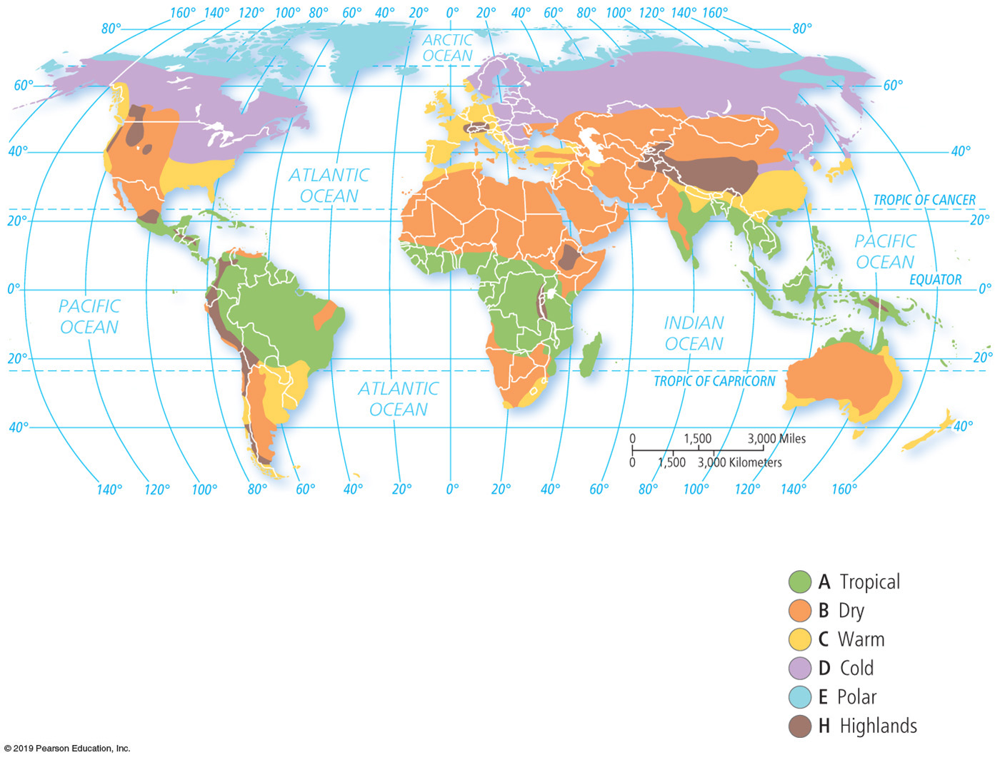 160° 140° 120° 100° 80° 60° 40° 20° 0° 20° 40° 60° 80° 100° 120° 140° 160°
80° 80°
ARCTIC
OCEAN
60° 60°
40° 40°
ATLANTIC
OCEAN
TROPIC OF CANCER
20° 20°
PACIFIC
OCEAN
EQUATOR
0° 0°
PACIFIC
OCEAN
INDIAN
OCEAN
20° 20°
TROPIC OF CAPRICORN
ATLANTIC
OCEAN
40° 40°
0 1,500 3,000 Miles
0 1,500 3,000 Kilometers
140° 120° 100° 80° 60° 40° 20° 0° 20° 40° 60° 80° 100° 120° 140° 160°
A Tropical
B Dry
C Warm
D Cold
E Polar
H Highlands
© 2019 Pearson Education, Inc.